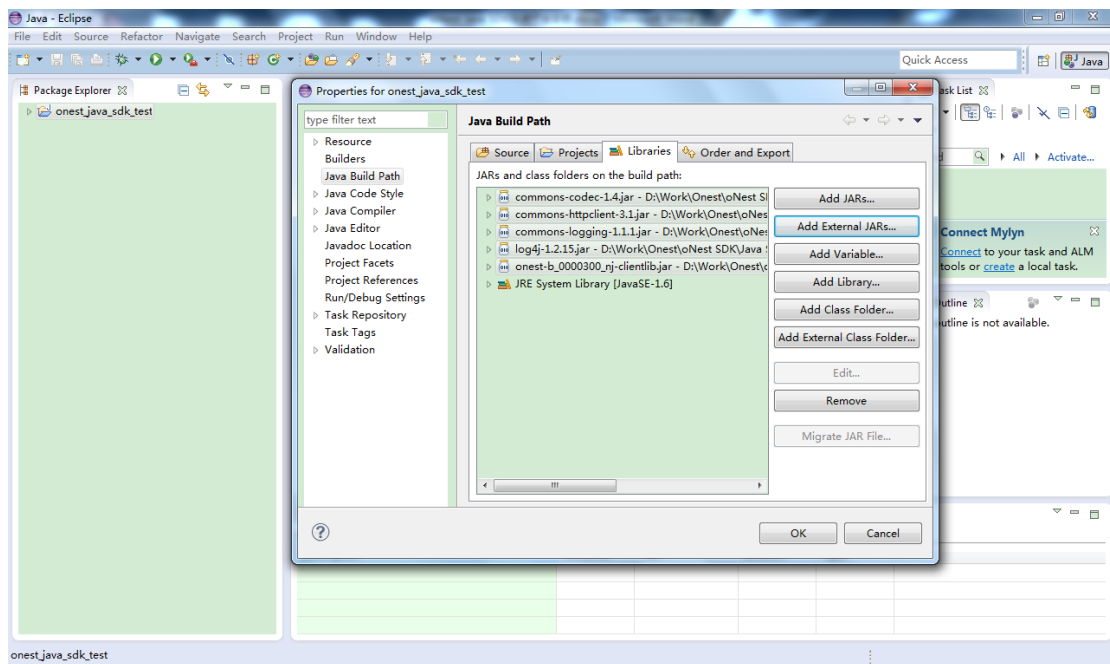 Java - Eclipse
File Edit Source Refactor Navigate Search Project Run Window Help
Quick Access
Java
Package Explorer
onest_java_sdk_test
Properties for onest_java_sdk_test
type filter text
Resource
Builders
Java Build Path
Java Code Style
Java Compiler
Java Editor
Javadoc Location
Project Facets
Project References
Run/Debug Settings
Task Repository
Task Tags
Validation
Java Build Path
Source Projects Libraries Order and Export
JARs and class folders on the build path:
commons-codec-1.4.jar - D:\Work\Onest\oNest S
commons-httpclient-3.1.jar - D:\Work\Onest\oNes
commons-logging-1.1.1.jar - D:\Work\Onest\oNe
log4j-1.2.15.jar - D:\Work\Onest\oNest SDK\Java
onest-b_0000300_nj-clientlib.jar - D:\Work\Onest\
JRE System Library [JavaSE-1.6]
Add JARs...
Add External JARs...
Add Variable...
Add Library...
Add Class Folder...
Add External Class Folder...
Edit...
Remove
Migrate JAR File...
?
OK
Cancel
ask List
All Activate...
Connect Mylyn
Connect to your task and ALM
tools or create a local task.
utline
utline is not available.
onest_java_sdk_test